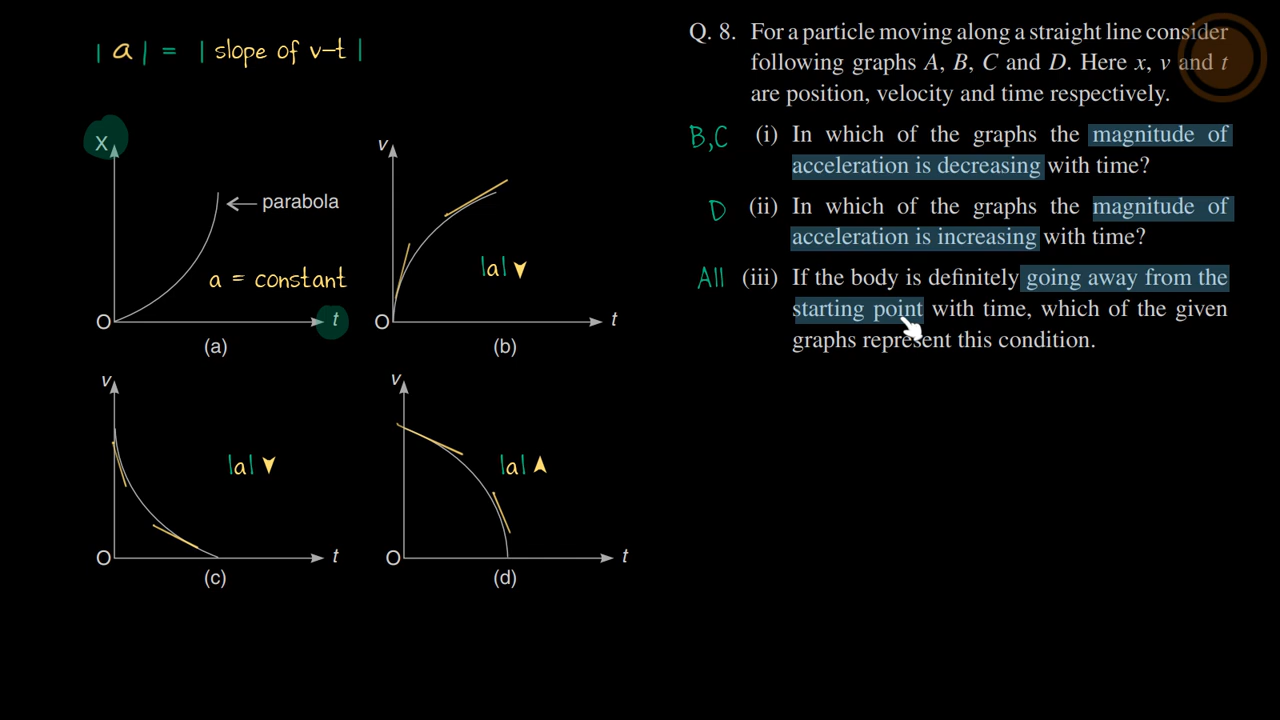 |a| = |slope of v-t|
X
parabola
a = constant
O
t
(a)
v
|a| ▼
O
t
(b)
v
|a| ▼
O
t
(c)
v
|a| ▲
O
t
(d)
Q. 8. For a particle moving along a straight line consider
following graphs A, B, C and D. Here x, v and t
are position, velocity and time respectively.
B,C (i) In which of the graphs the magnitude of
acceleration is decreasing with time?
D (ii) In which of the graphs the magnitude of
acceleration is increasing with time?
All (iii) If the body is definitely going away from the
starting point with time, which of the given
graphs represent this condition.